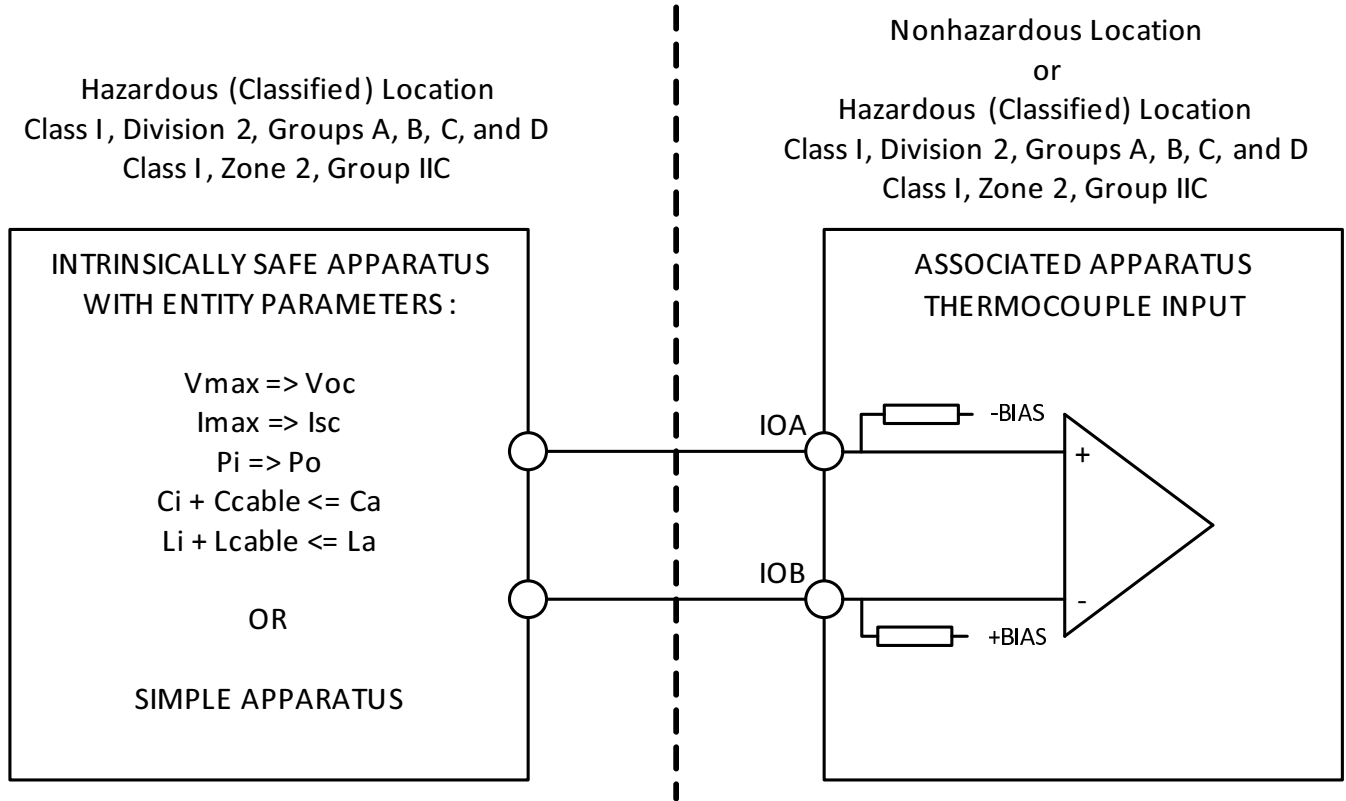 Hazardous (Classified) Location
Class I, Division 2, Groups A, B, C, and D
Class I, Zone 2, Group IIC
Nonhazardous Location
or
Hazardous (Classified) Location
Class I, Division 2, Groups A, B, C, and D
Class I, Zone 2, Group IIC
INTRINSICALLY SAFE APPARATUS
WITH ENTITY PARAMETERS :
Vmax => Voc
Imax => Isc
Pi => Po
Ci + Ccable <= Ca
Li + Lcable <= La
OR
SIMPLE APPARATUS
ASSOCIATED APPARATUS
THERMOCOUPLE INPUT
IOA
-BIAS
+
IOB
-
+BIAS